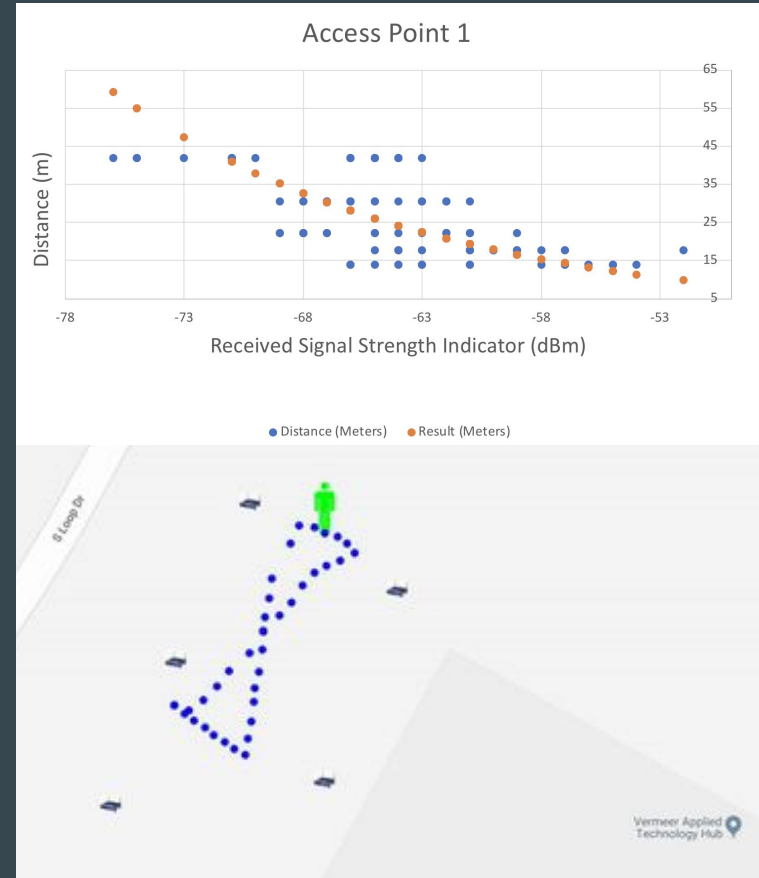 Access Point 1
65
55
45
35
25
15
5
Distance (m)
-78 -73 -68 -63 -58 -53
Received Signal Strength Indicator (dBm)
Distance (Meters) Result (Meters)
S Loop Dr
Vermeer Applied
Technology Hub